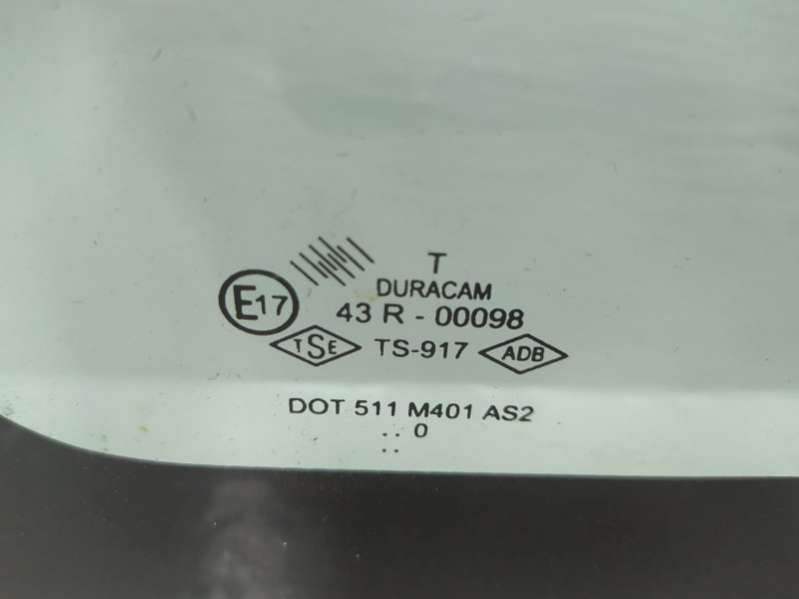 T
DURACAM
E17 43 R - 00098
TSE TS-917 ADB
DOT 511 M401 AS2
.. 0
..